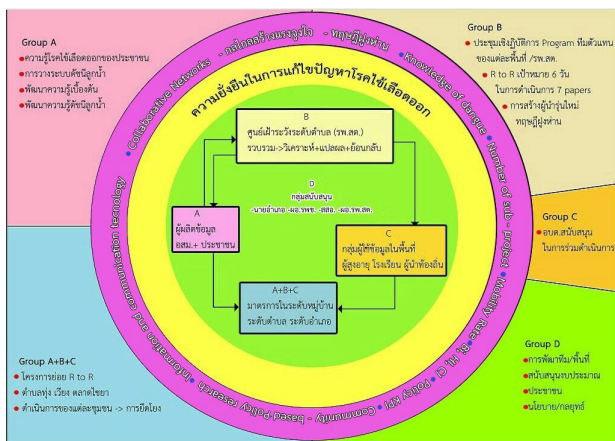 Group A
•ความรู้โรคไข้เลือดออกของประชาชน
•การวางระบบดัชนีลูกน้ำ
•พัฒนาความรู้เบื้องต้น
•พัฒนาความรู้ดัชนีลูกน้ำ
Group B
• ประชุมเชิงปฏิบัติการ Program ทีมตัวแทน
ของแต่ละพื้นที่ /รพ.สต.
• R to R เป้าหมาย 6 วัน
ในการดำเนินการ 7 papers
• การสร้างผู้นำรุ่นใหม่
ทฤษฎีฝูงห่าน
Group C
• อบต.สนับสนุน
ในการร่วมดำเนินการ
Group D
•การพัฒาทีม/พื้นที่
•สนับสนุนงบประมาณ
•ประชาชน
•นโยบาย/กลยุทธ์
Group A+B+C
• โครงการย่อย R to R
• ตำบลทุ่ง เวียง ตลาดไชยา
• ดำเนินการของแต่ละชุมชน -> การยึดโยง
•Collaborative Networks - กลไกลสร้างแรงจูงใจ - ทฤษฎีฝูงห่าน
•Knowledge of dangue •Number of sub - project •Mobility Rate •BI, HI, CI •Policy KPI
•Community -based Policy research •Information and communication tecnology
ความยั่งยืนในการแก้ไขปัญหาโรคไข้เลือดออก
B
ศูนย์เฝ้าระวังระดับตำบล (รพ.สต.)
รวบรวม->วิเคราะห์+แปลผล+ย้อนกลับ
D
กลุ่มสนับสนุน
-นายอำเภอ -ผอ.รพช. -สสอ. -ผอ.รพ.สต.
A
ผู้ผลิตข้อมูล
อสม.+ ประชาชน
C
กลุ่มผู้ใช้ข้อมูลในพื้นที่
ผู้สูงอายุ โรงเรียน ผู้นำท้องถิ่น
A+B+C
มาตรการในระดับหมู่บ้าน
ระดับตำบล ระดับอำเภอ